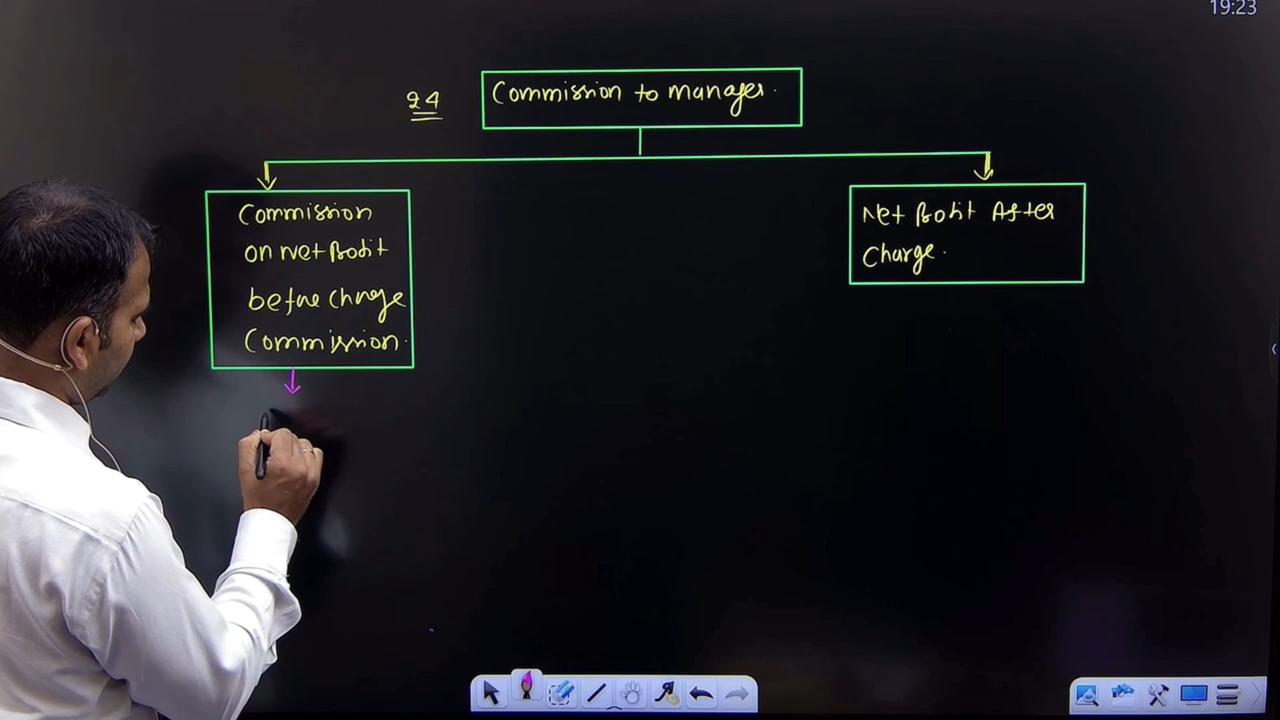 19:23
24
Commission to manager.
Commission
on Net Profit
before Charge
Commission.
Net Profit After
Charge.